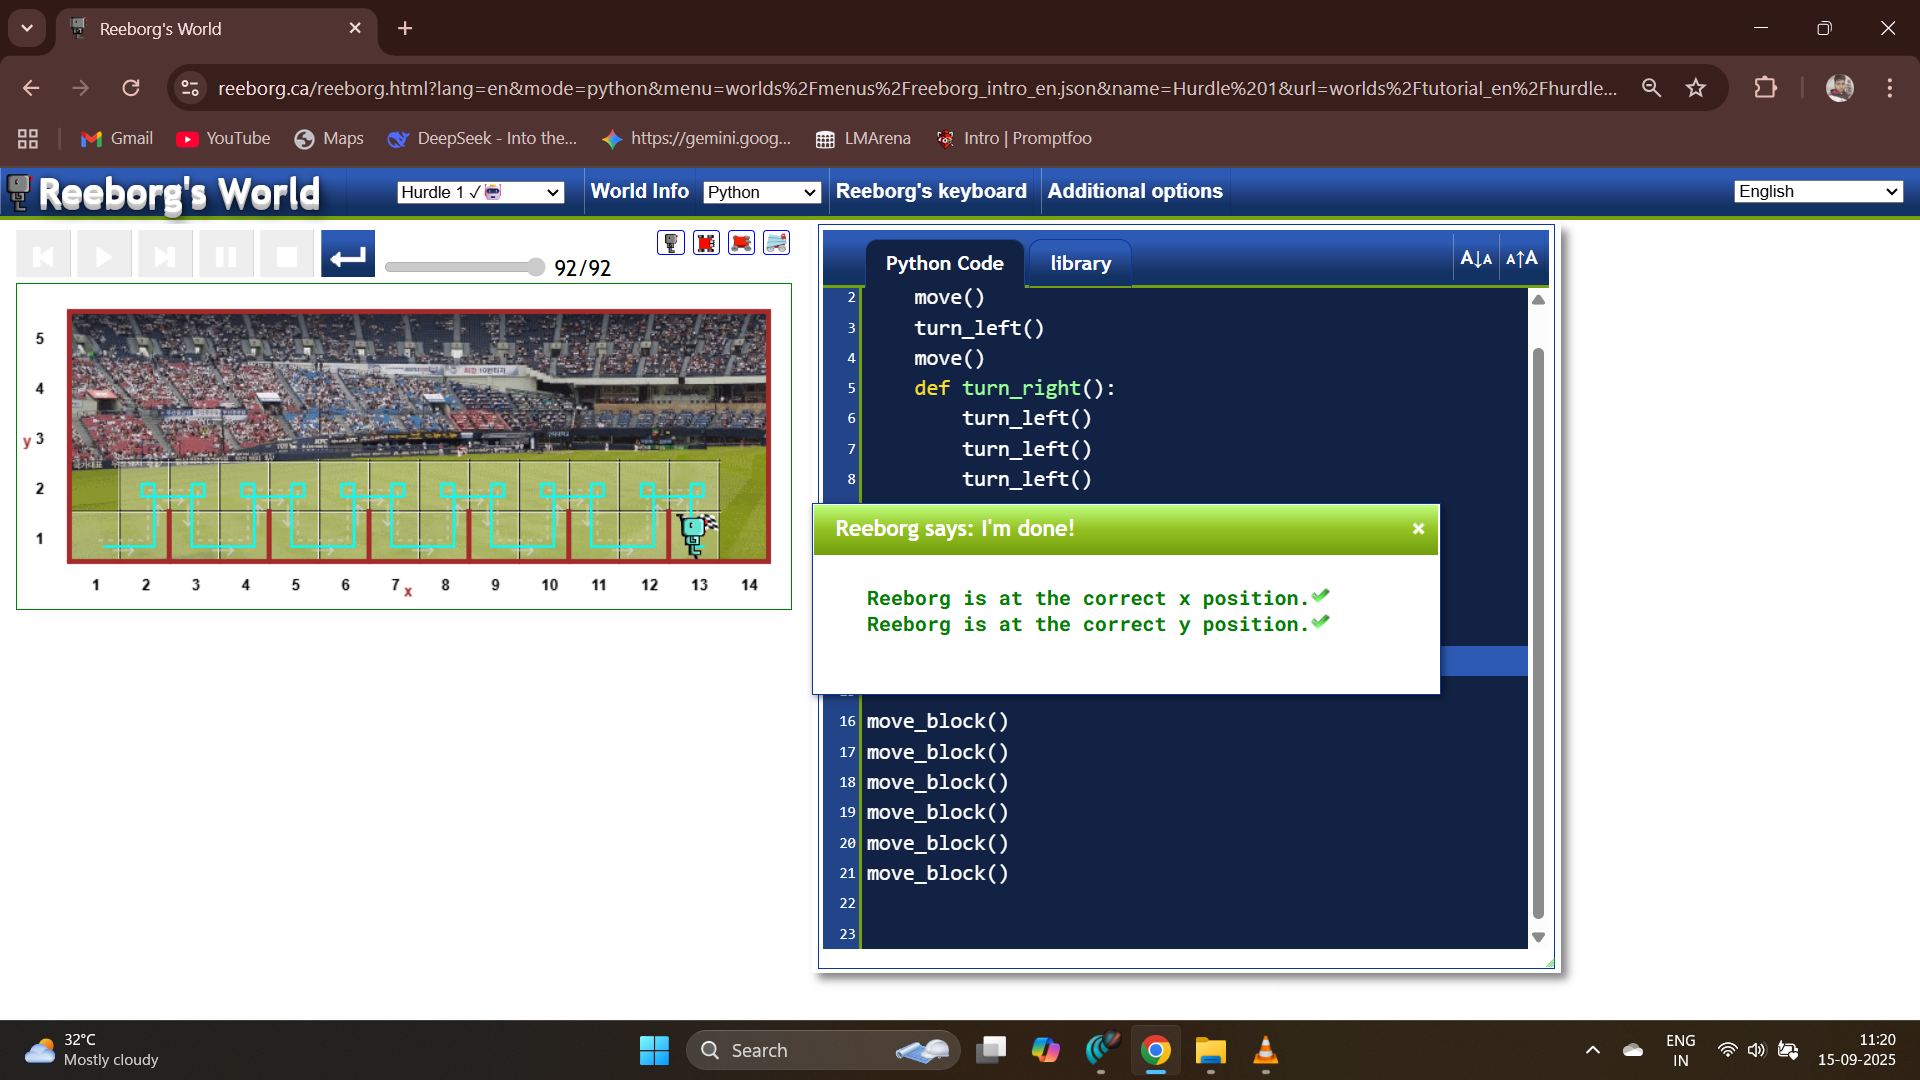 Reeborg's World
reeborg.ca/reeborg.html?lang=en&mode=python&menu=worlds%2Fmenus%2Freeborg_intro_en.json&name=Hurdle%201&url=worlds%2Ftutorial_en%2Fhurdle...
Gmail
YouTube
Maps
DeepSeek - Into the...
https://gemini.goog...
LMArena
Intro | Promptfoo
Reeborg's World
Hurdle 1 ✓
World Info
Python
Reeborg's keyboard
Additional options
English
92/92
5
4
y 3
2
1
1 2 3 4 5 6 7 x 8 9 10 11 12 13 14
Python Code
library
A↓A
A↑A
2 move()
3 turn_left()
4 move()
5 def turn_right():
6 turn_left()
7 turn_left()
8 turn_left()
Reeborg says: I'm done!
×
Reeborg is at the correct x position.✔
Reeborg is at the correct y position.✔
16 move_block()
17 move_block()
18 move_block()
19 move_block()
20 move_block()
21 move_block()
22
23
32°C
Mostly cloudy
Search
ENG
IN
11:20
15-09-2025